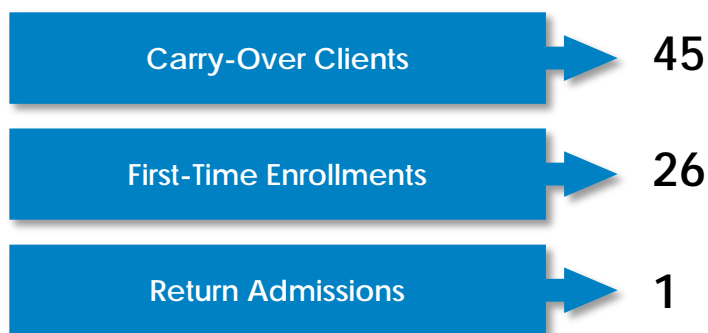 Carry-Over Clients 45
First-Time Enrollments 26
Return Admissions 1